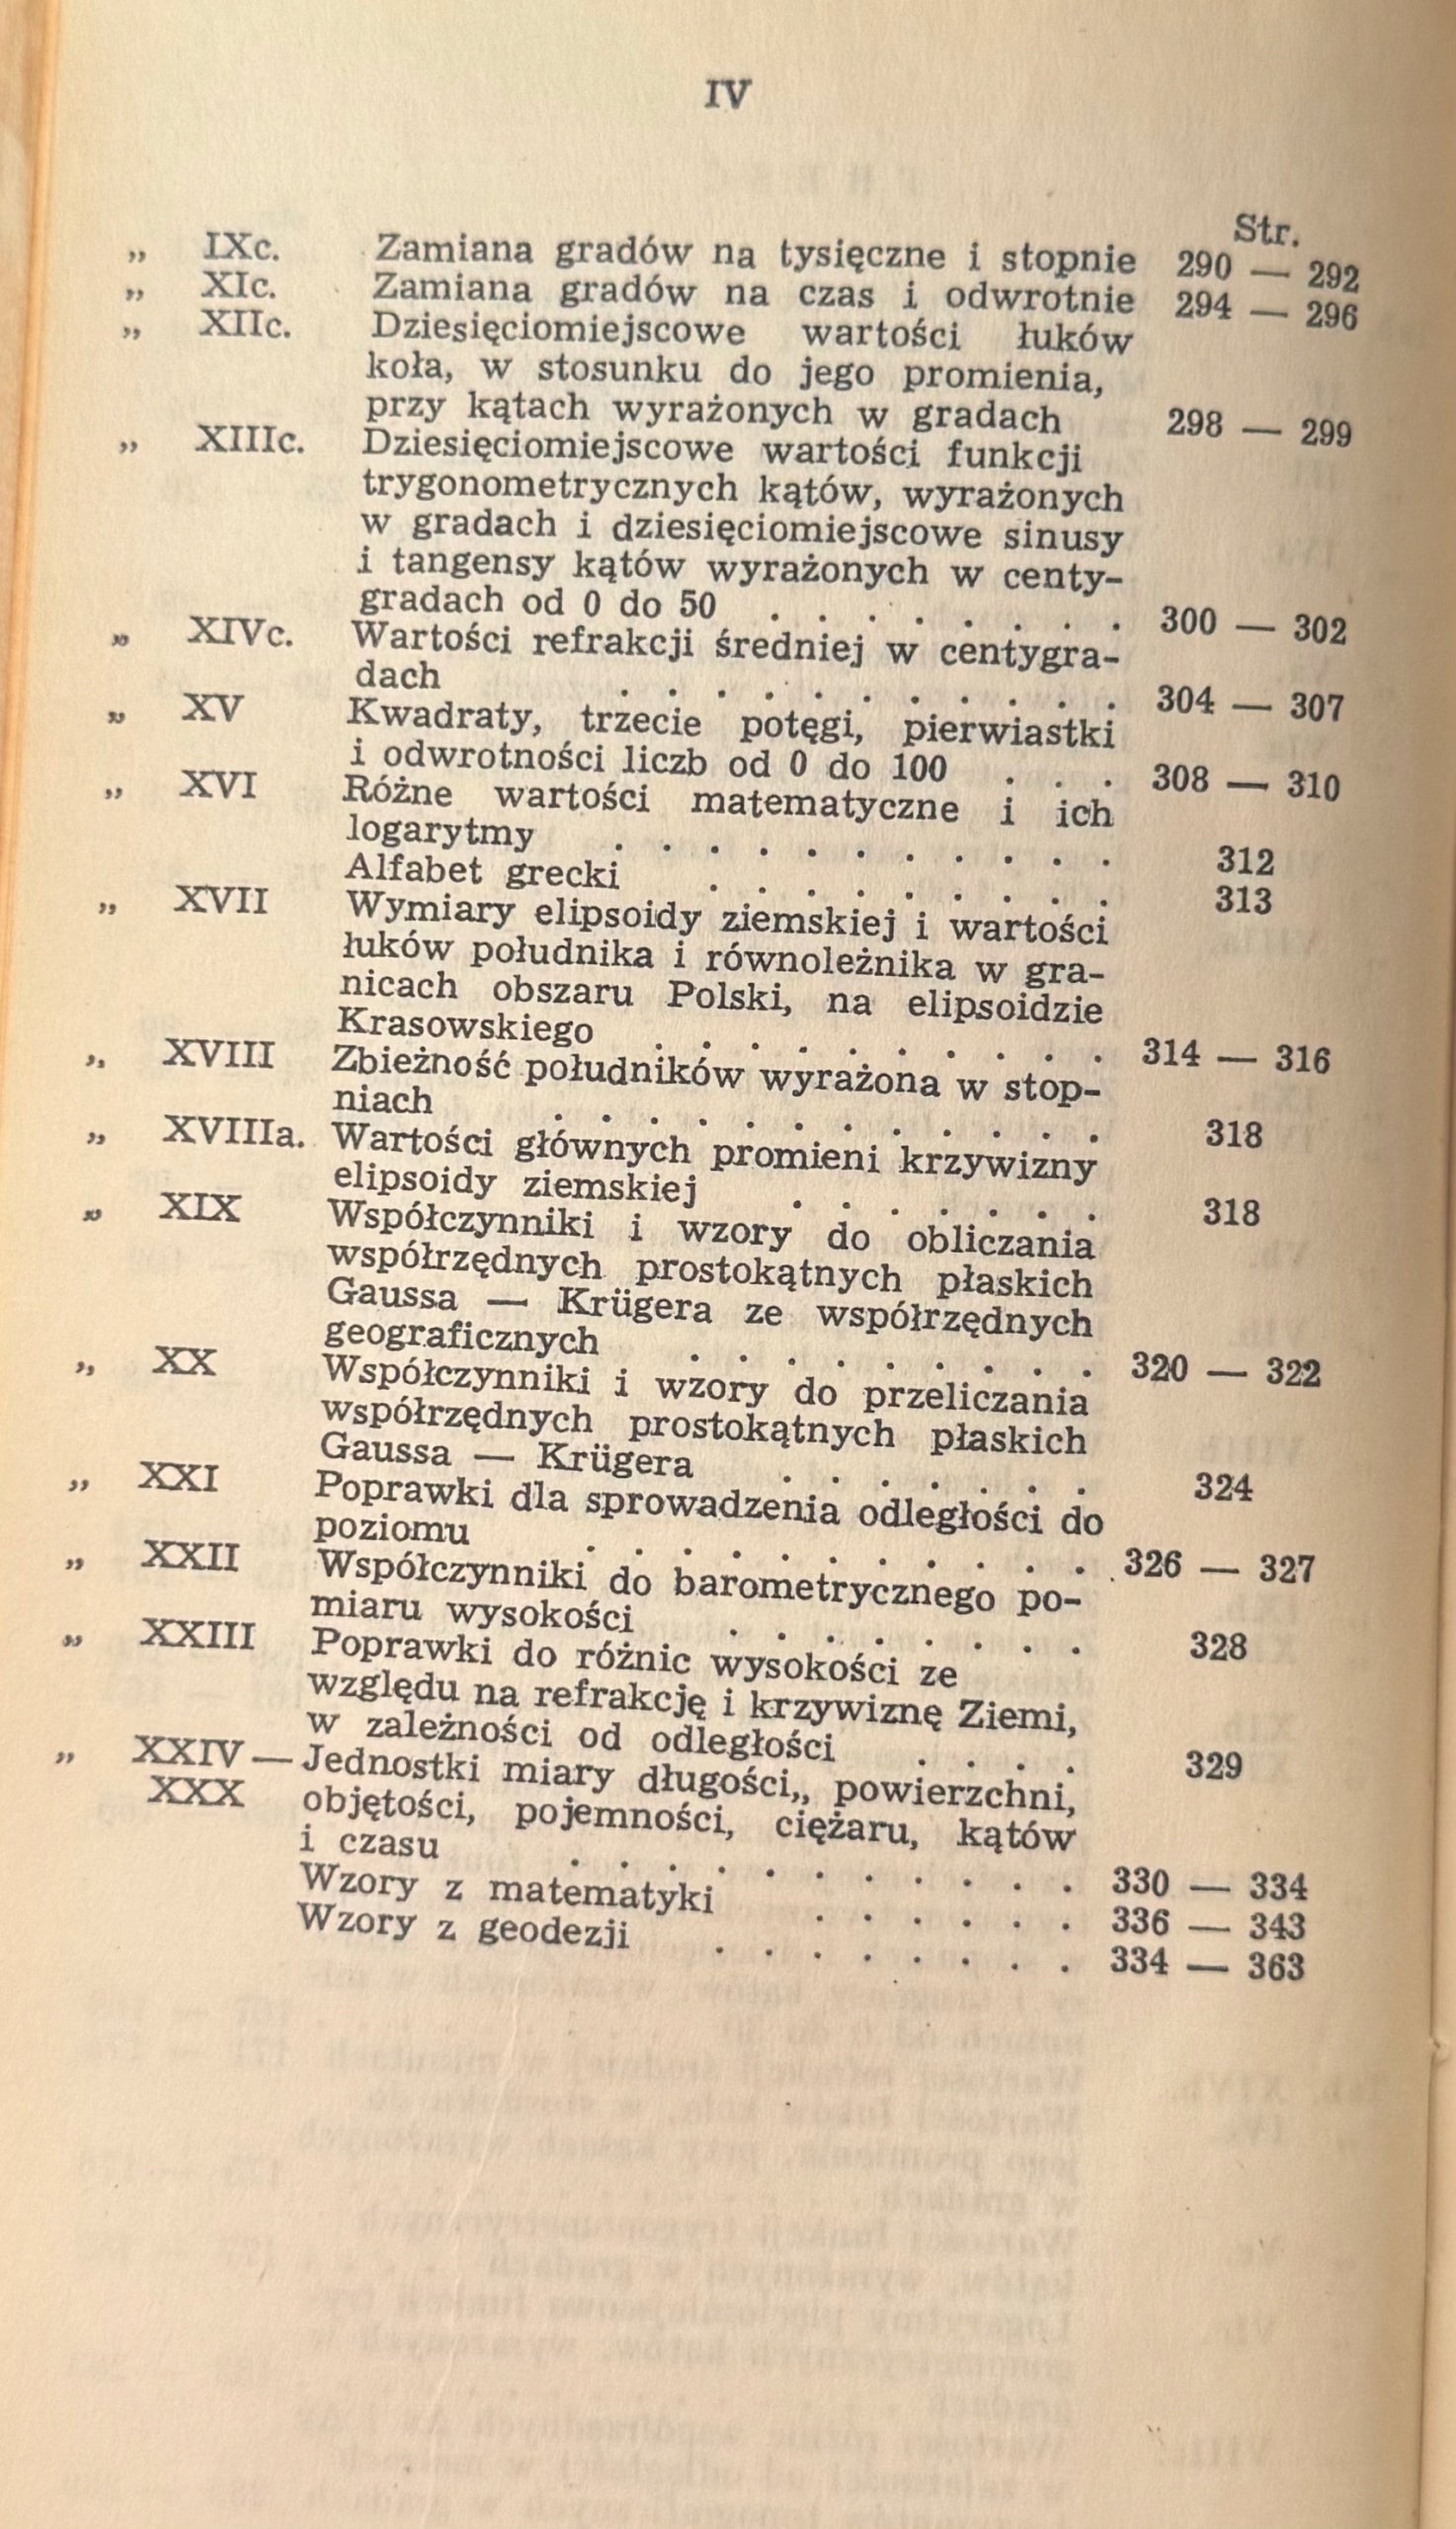 IV
Str.
„ IXc. Zamiana gradów na tysięczne i stopnie 290 — 292
„ XIc. Zamiana gradów na czas i odwrotnie 294 — 296
„ XIIc. Dziesięciomiejscowe wartości łuków
koła, w stosunku do jego promienia,
przy kątach wyrażonych w gradach 298 — 299
„ XIIIc. Dziesięciomiejscowe wartości funkcji
trygonometrycznych kątów, wyrażonych
w gradach i dziesięciomiejscowe sinusy
i tangensy kątów wyrażonych w centy-
gradach od 0 do 50 . . . . . . . . 300 — 302
„ XIVc. Wartości refrakcji średniej w centygra-
dach . . . . . . . . . . . 304 — 307
„ XV Kwadraty, trzecie potęgi, pierwiastki
i odwrotności liczb od 0 do 100 . . . 308 — 310
„ XVI Różne wartości matematyczne i ich
logarytmy . . . . . . . . . . . 312
Alfabet grecki . . . . . . . . . 313
„ XVII Wymiary elipsoidy ziemskiej i wartości
łuków południka i równoleżnika w gra-
nicach obszaru Polski, na elipsoidzie
Krasowskiego . . . . . . . . . . 314 — 316
„ XVIII Zbieżność południków wyrażona w stop-
niach . . . . . . . . . . . . 318
„ XVIIIa. Wartości głównych promieni krzywizny
elipsoidy ziemskiej . . . . . . . 318
„ XIX Współczynniki i wzory do obliczania
współrzędnych prostokątnych płaskich
Gaussa — Krügera ze współrzędnych
geograficznych . . . . . . . . . 320 — 322
„ XX Współczynniki i wzory do przeliczania
współrzędnych prostokątnych płaskich
Gaussa — Krügera . . . . . . . 324
„ XXI Poprawki dla sprowadzenia odległości do
poziomu . . . . . . . . . . . 326 — 327
„ XXII Współczynniki do barometrycznego po-
miaru wysokości . . . . . . . . 328
„ XXIII Poprawki do różnic wysokości ze
względu na refrakcję i krzywiznę Ziemi,
w zależności od odległości . . . . 329
„ XXIV — Jednostki miary długości,, powierzchni,
XXX objętości, pojemności, ciężaru, kątów
i czasu . . . . . . . . . . . 330 — 334
Wzory z matematyki . . . . . . 336 — 343
Wzory z geodezji . . . . . . . . 334 — 363